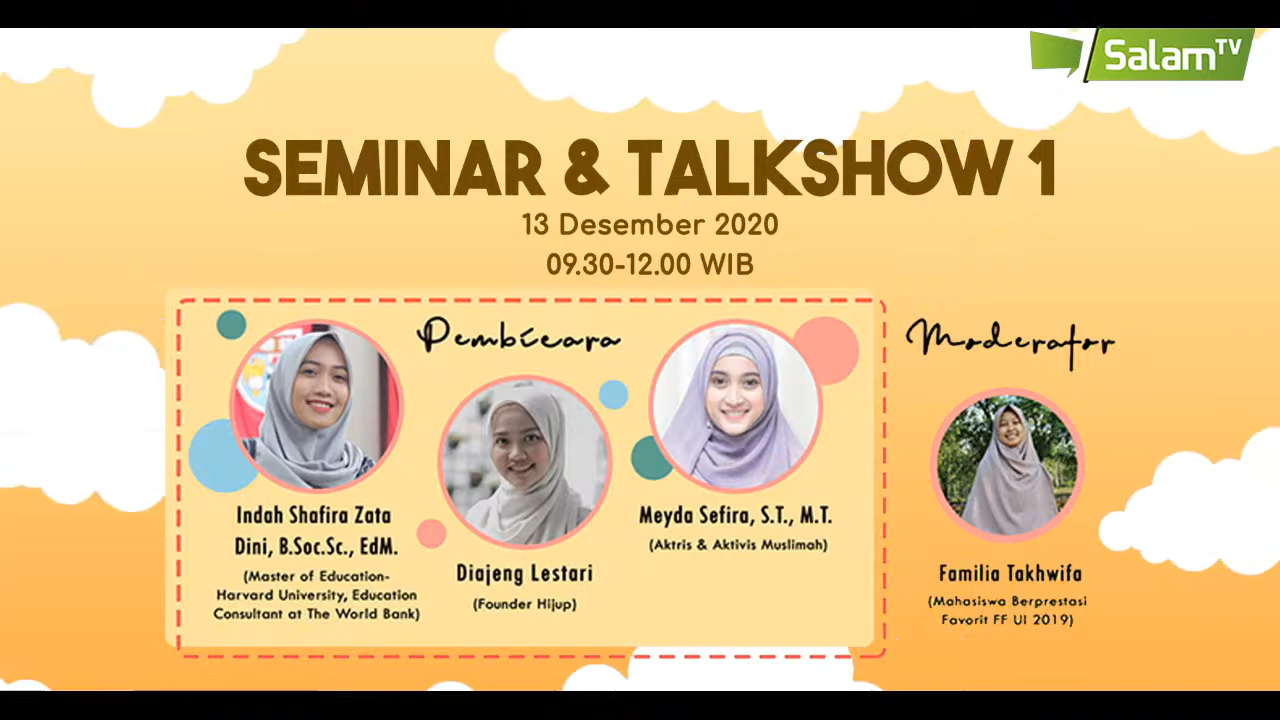 Salam TV
SEMINAR & TALKSHOW 1
13 Desember 2020
09.30-12.00 WIB
Pembicara
Indah Shafira Zata
Dini, B.Soc.Sc., EdM.
(Master of Education-
Harvard University, Education
Consultant at The World Bank)
Diajeng Lestari
(Founder Hijup)
Meyda Sefira, S.T., M.T.
(Aktris & Aktivis Muslimah)
Moderator
Familia Takhwifa
(Mahasiswa Berprestasi
Favorit FF UI 2019)